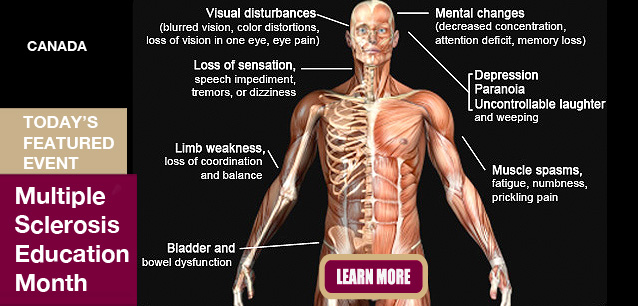 CANADA
TODAY'S
FEATURED
EVENT
Multiple
Sclerosis
Education
Month
Visual disturbances
(blurred vision, color distortions,
loss of vision in one eye, eye pain)
Loss of sensation,
speech impediment,
tremors, or dizziness
Limb weakness,
loss of coordination
and balance
Bladder and
bowel dysfunction
Mental changes
(decreased concentration,
attention deficit, memory loss)
Depression
Paranoia
Uncontrollable laughter
and weeping
Muscle spasms,
fatigue, numbness,
prickling pain
LEARN MORE